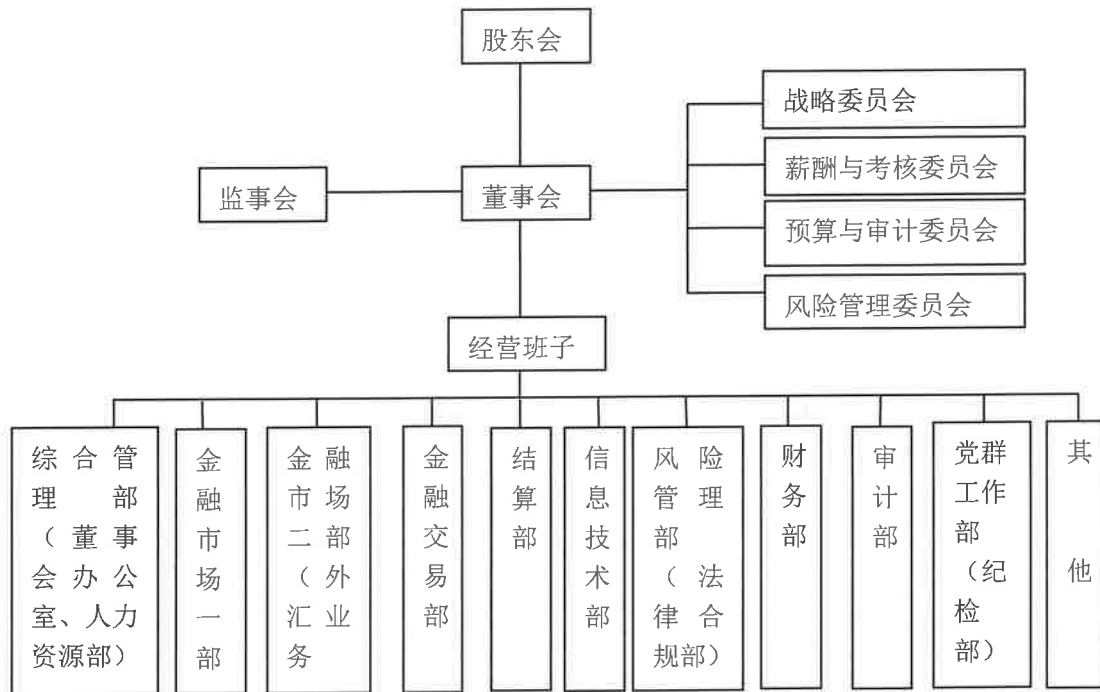 股东会
战略委员会
薪酬与考核委员会
监事会
董事会
预算与审计委员会
风险管理委员会
经营班子
综合管
理部
（董事
会办公
室、人力
资源部）
金融市场一部
金融
市场
二部
（外
汇业
务
金融交易部
结算部
信息技术部
风险
管理
部
（法
律合
规部）
财务部
审计部
党群
工作
部
（纪
检
部）
其他